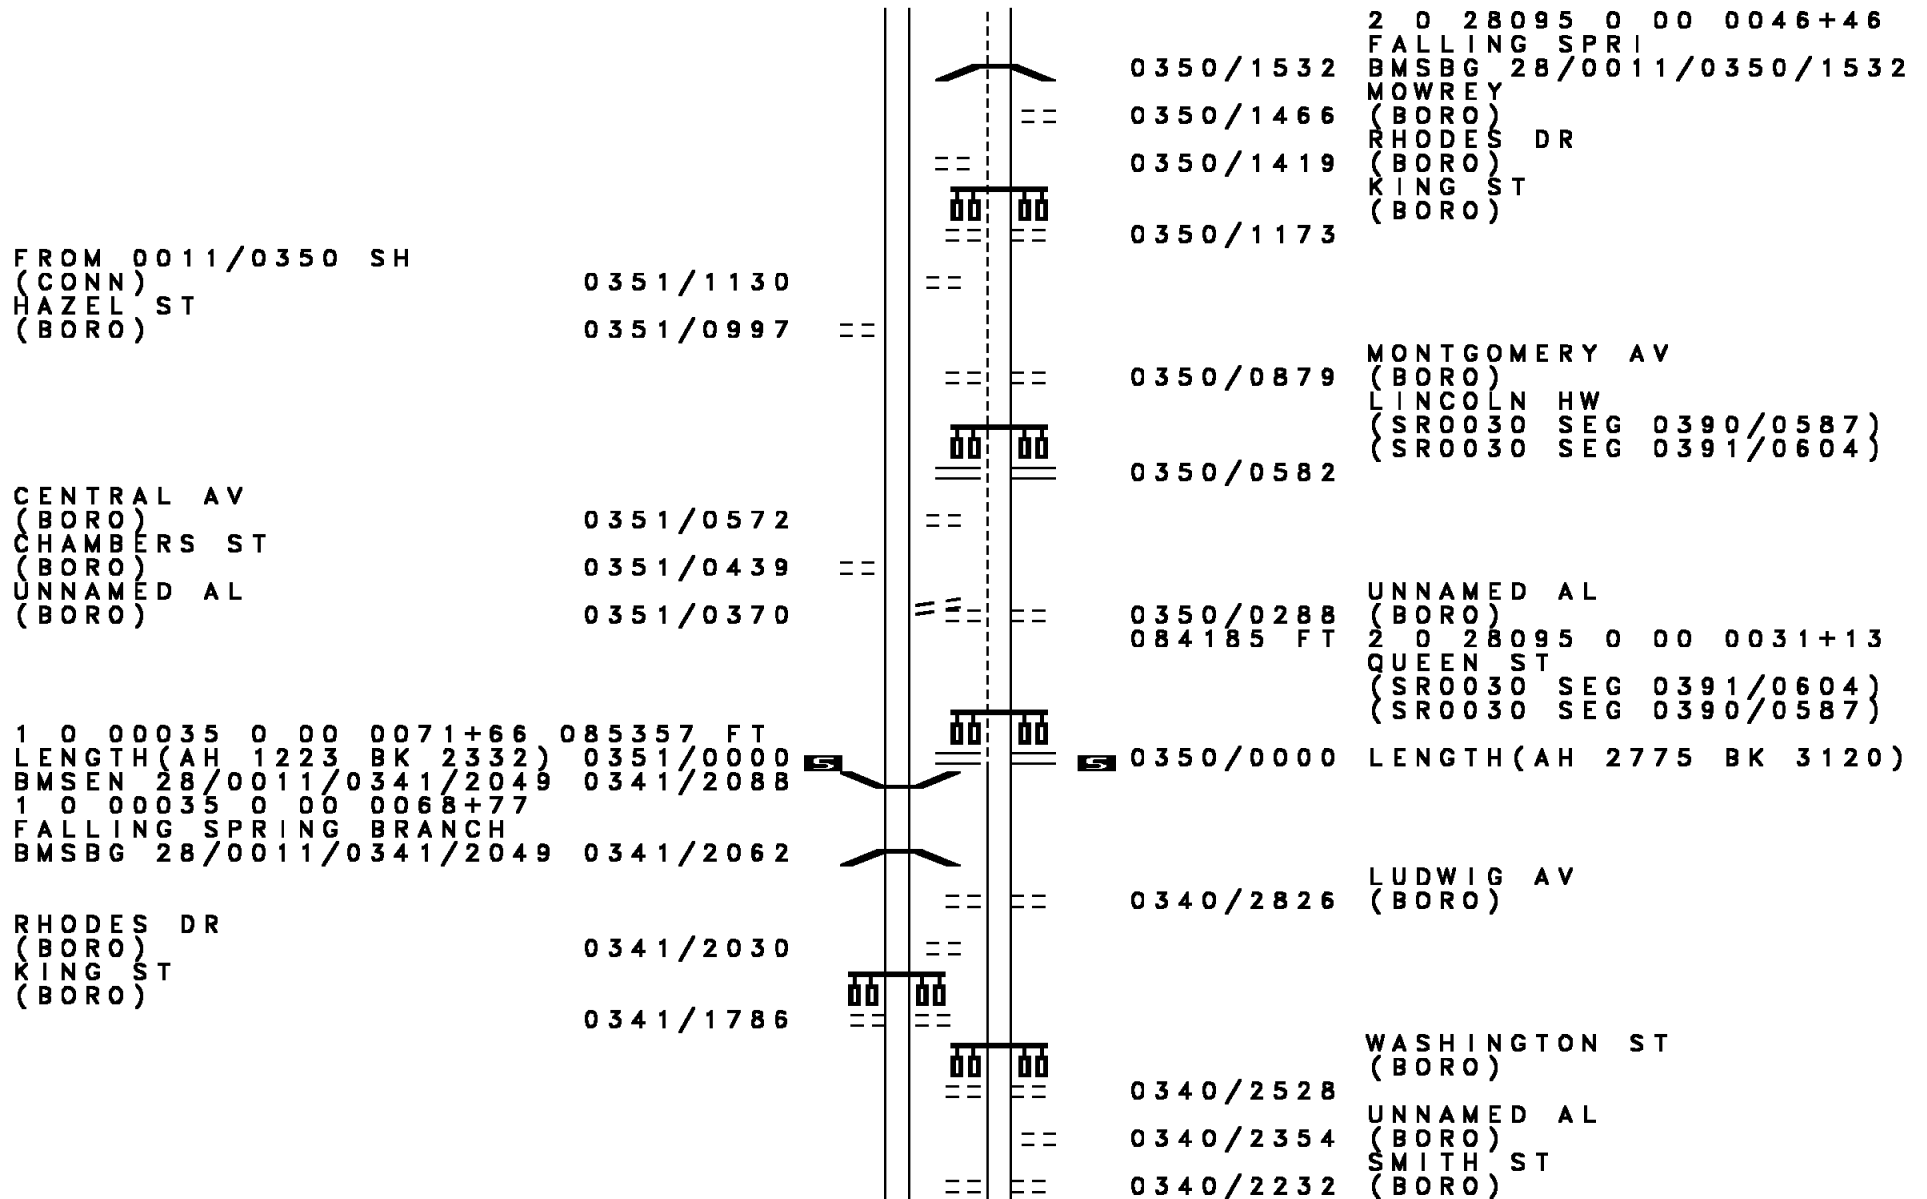 2 0 28095 0 00 0046+46
FALLING SPRI
0350/1532 BMSBG 28/0011/0350/1532
MOWREY
0350/1466 (BORO)
RHODES DR
0350/1419 (BORO)
KING ST
(BORO)
0350/1173
FROM 0011/0350 SH
(CONN) 0351/1130
HAZEL ST
(BORO) 0351/0997
MONTGOMERY AV
0350/0879 (BORO)
LINCOLN HW
(SR0030 SEG 0390/0587)
(SR0030 SEG 0391/0604)
0350/0582
CENTRAL AV
(BORO) 0351/0572
CHAMBERS ST
(BORO) 0351/0439
UNNAMED AL
(BORO) 0351/0370
UNNAMED AL
0350/0288 (BORO)
084185 FT 2 0 28095 0 00 0031+13
QUEEN ST
(SR0030 SEG 0391/0604)
(SR0030 SEG 0390/0587)
1 0 00035 0 00 0071+66 085357 FT
LENGTH(AH 1223 BK 2332) 0351/0000 S
S 0350/0000 LENGTH(AH 2775 BK 3120)
BMSEN 28/0011/0341/2049 0341/2088
1 0 00035 0 00 0068+77
FALLING SPRING BRANCH
BMSBG 28/0011/0341/2049 0341/2062
LUDWIG AV
0340/2826 (BORO)
RHODES DR
(BORO) 0341/2030
KING ST
(BORO)
0341/1786
WASHINGTON ST
(BORO)
0340/2528
UNNAMED AL
0340/2354 (BORO)
SMITH ST
0340/2232 (BORO)